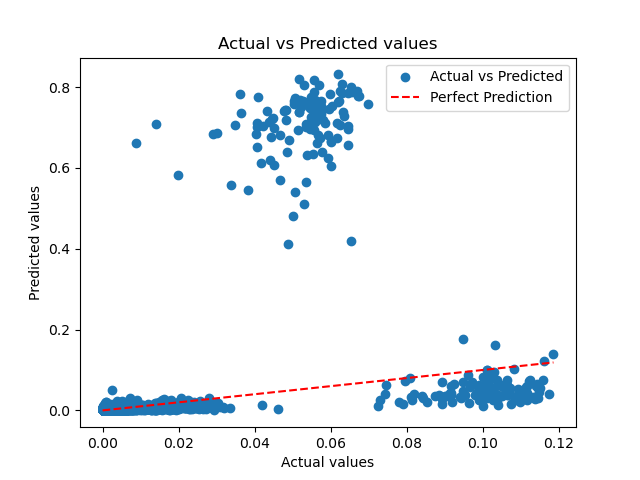 Actual vs Predicted values
Actual vs Predicted
Perfect Prediction
Predicted values
0.8
0.6
0.4
0.2
0.0
0.00 0.02 0.04 0.06 0.08 0.10 0.12
Actual values